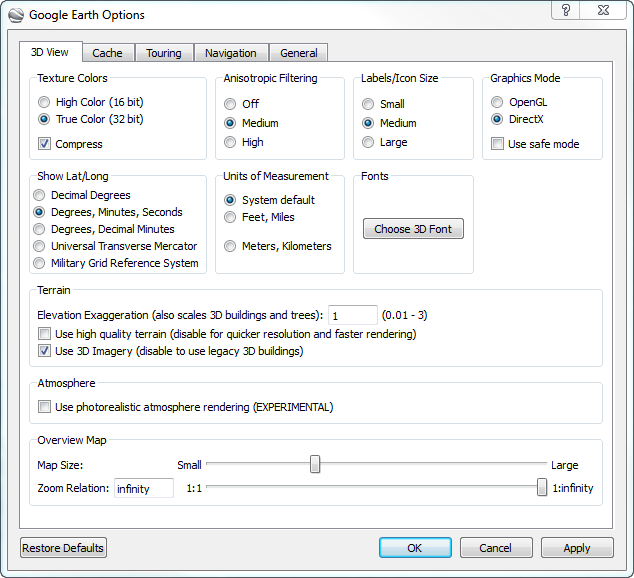 Google Earth Options
?
3D View Cache Touring Navigation General
Texture Colors
High Color (16 bit)
True Color (32 bit)
Compress
Anisotropic Filtering
Off
Medium
High
Labels/Icon Size
Small
Medium
Large
Graphics Mode
OpenGL
DirectX
Use safe mode
Show Lat/Long
Decimal Degrees
Degrees, Minutes, Seconds
Degrees, Decimal Minutes
Universal Transverse Mercator
Military Grid Reference System
Units of Measurement
System default
Feet, Miles
Meters, Kilometers
Fonts
Choose 3D Font
Terrain
Elevation Exaggeration (also scales 3D buildings and trees): 1 (0.01 - 3)
Use high quality terrain (disable for quicker resolution and faster rendering)
Use 3D Imagery (disable to use legacy 3D buildings)
Atmosphere
Use photorealistic atmosphere rendering (EXPERIMENTAL)
Overview Map
Map Size: Small Large
Zoom Relation: infinity 1:1 1:infinity
Restore Defaults OK Cancel Apply